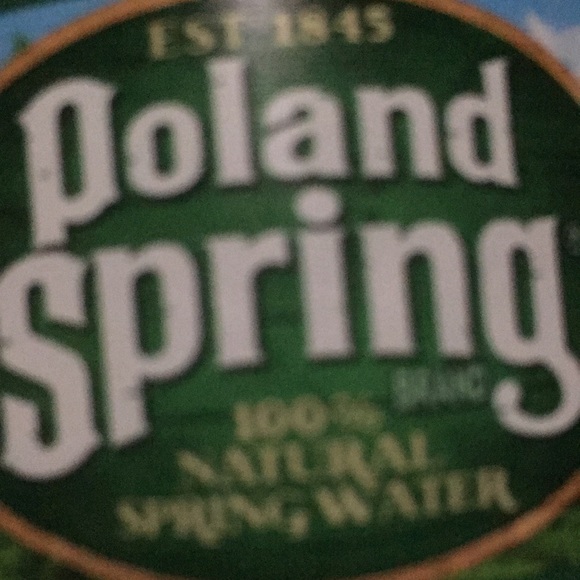 EST 1845
Poland
Spring
BRAND
100%
NATURAL
SPRING WATER